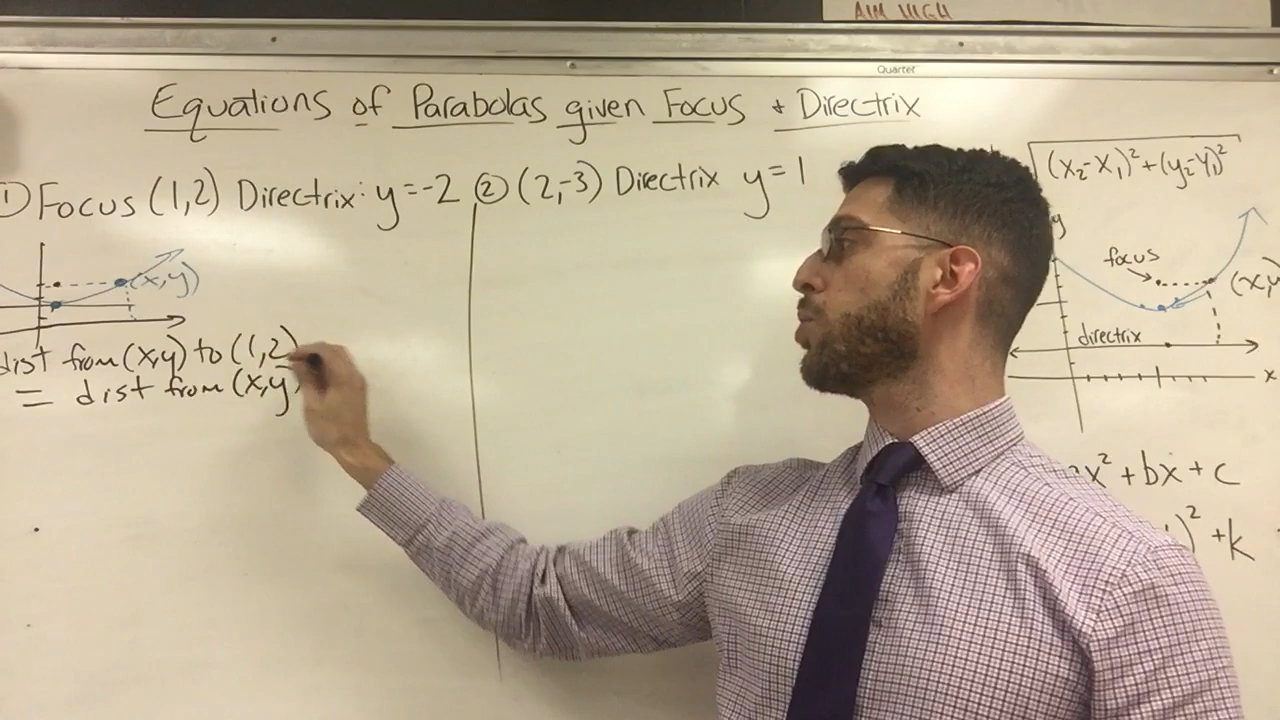 AIM HIGH
Quarter
Equations of Parabolas given Focus + Directrix
① Focus (1,2) Directrix: y=-2
(x,y)
dist from (x,y) to (1,2)
= dist from (x,y)
② (2,-3) Directrix y=1
(x₂-x₁)²+(y₂-y₁)²
y
focus
(x,y
directrix
x
x²+bx+c
)²+k